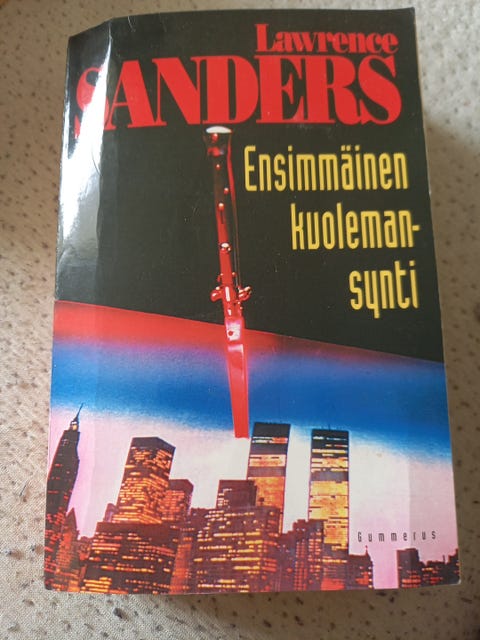 Lawrence
SANDERS
Ensimmäinen
kuoleman-
synti
Gummerus